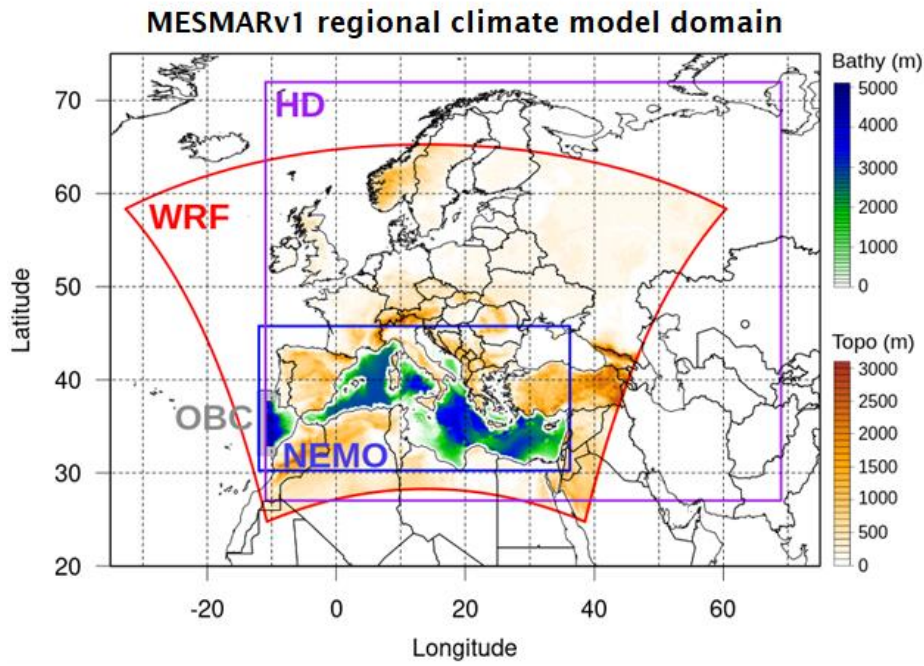 MESMARv1 regional climate model domain
Bathy (m)
5000
4000
3000
2000
1000
0
Topo (m)
3000
2500
2000
1500
1000
500
0
70
60
50
40
30
20
Latitude
HD
WRF
OBC
NEMO
-20
0
20
40
60
Longitude